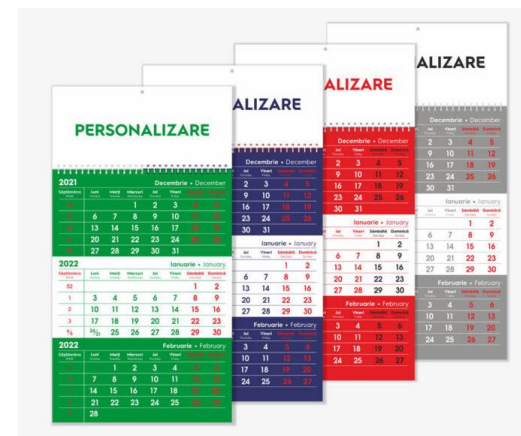 PERSONALIZARE
ALIZARE
ALIZARE
ALIZARE
2021 Decembrie • December
Săptămâna Luni Marți Miercuri Joi Vineri Sâmbătă Duminică
1 2 3
6 7 8 9 10
13 14 15 16 17
20 21 22 23 24
27 28 29 30 31
2022 Ianuarie • January
Săptămâna Luni Marți Miercuri Joi Vineri Sâmbătă Duminică
52 1 2
1 3 4 5 6 7 8 9
2 10 11 12 13 14 15 16
3 17 18 19 20 21 22 23
4/5 24/31 25 26 27 28 29 30
2022 Februarie • February
Săptămâna Luni Marți Miercuri Joi Vineri Sâmbătă Duminică
1 2 3 4
7 8 9 10 11
14 15 16 17 18
21 22 23 24 25
28
Decembrie • December
Joi Vineri Sâmbătă Duminică
2 3 4 5
9 10 11 12
16 17 18 19
23 24 25 26
30 31
Ianuarie • January
1 2
6 7 8 9
13 14 15 16
20 21 22 23
27 28 29 30
Februarie • February
3 4 5 6
10 11 12 13
17 18 19 20
24 25 26 27
Decembrie • December
Joi Vineri Sâmbătă Duminică
2 3 4 5
9 10 11 12
16 17 18 19
23 24 25 26
30 31
Ianuarie • January
1 2
6 7 8 9
13 14 15 16
20 21 22 23
27 28 29 30
Februarie • February
3 4 5 6
10 11 12 13
17 18 19 20
24 25 26 27
Decembrie • December
Joi Vineri Sâmbătă Duminică
2 3 4 5
9 10 11 12
16 17 18 19
23 24 25 26
30 31
Ianuarie • January
1 2
6 7 8 9
13 14 15 16
20 21 22 23
27 28 29 30
Februarie • February
3 4 5 6
10 11 12 13
17 18 19 20
24 25 26 27